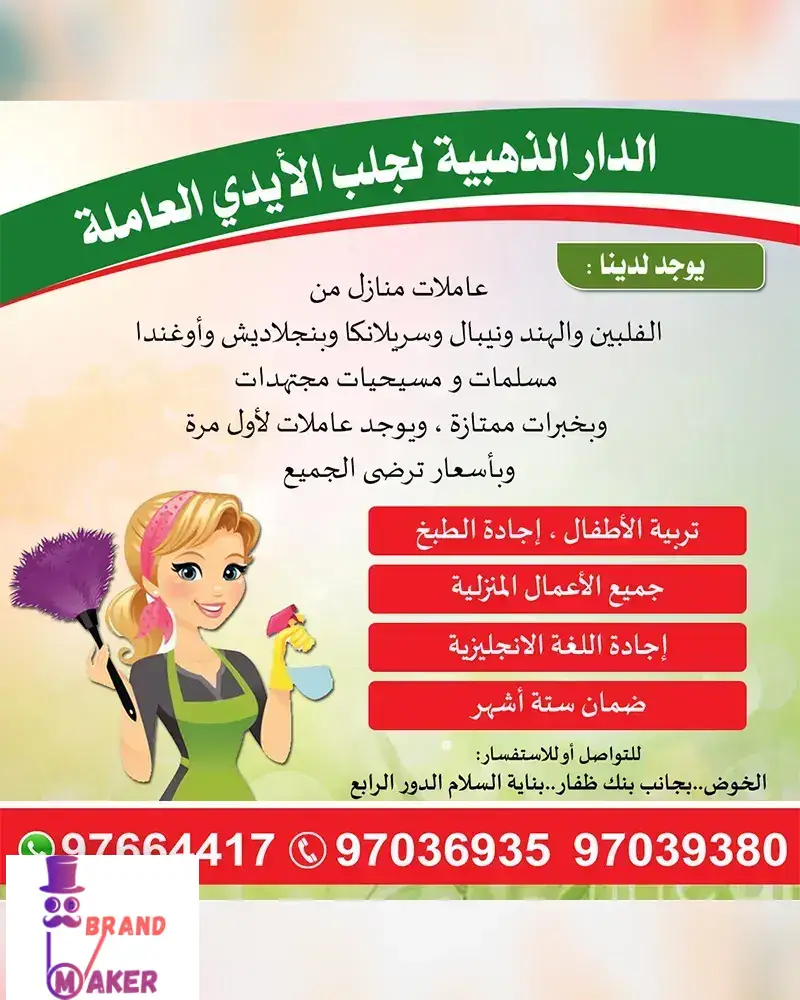 الدار الذهبية لجلب الأيدي العاملة
يوجد لدينا :
عاملات منازل من
الفلبين والهند ونيبال وسريلانكا وبنجلاديش وأوغندا
مسلمات و مسيحيات مجتهدات
وبخبرات ممتازة ، ويوجد عاملات لأول مرة
وبأسعار ترضى الجميع
تربية الأطفال ، إجادة الطبخ
جميع الأعمال المنزلية
إجادة اللغة الانجليزية
ضمان ستة أشهر
للتواصل أوللاستفسار:
الخوض..بجانب بنك ظفار..بناية السلام الدور الرابع
97664417 97036935 97039380
BRAND
MAKER